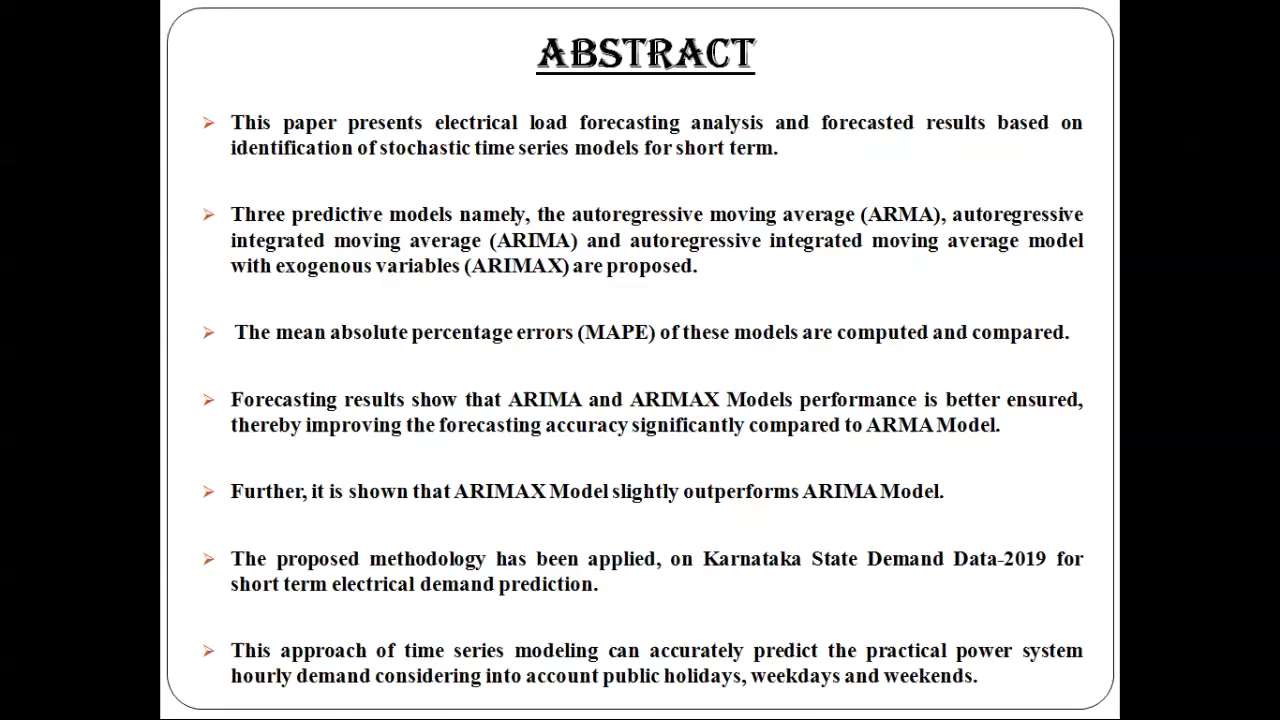 ABSTRACT
This paper presents electrical load forecasting analysis and forecasted results based on
identification of stochastic time series models for short term.
Three predictive models namely, the autoregressive moving average (ARMA), autoregressive
integrated moving average (ARIMA) and autoregressive integrated moving average model
with exogenous variables (ARIMAX) are proposed.
The mean absolute percentage errors (MAPE) of these models are computed and compared.
Forecasting results show that ARIMA and ARIMAX Models performance is better ensured,
thereby improving the forecasting accuracy significantly compared to ARMA Model.
Further, it is shown that ARIMAX Model slightly outperforms ARIMA Model.
The proposed methodology has been applied, on Karnataka State Demand Data-2019 for
short term electrical demand prediction.
This approach of time series modeling can accurately predict the practical power system
hourly demand considering into account public holidays, weekdays and weekends.